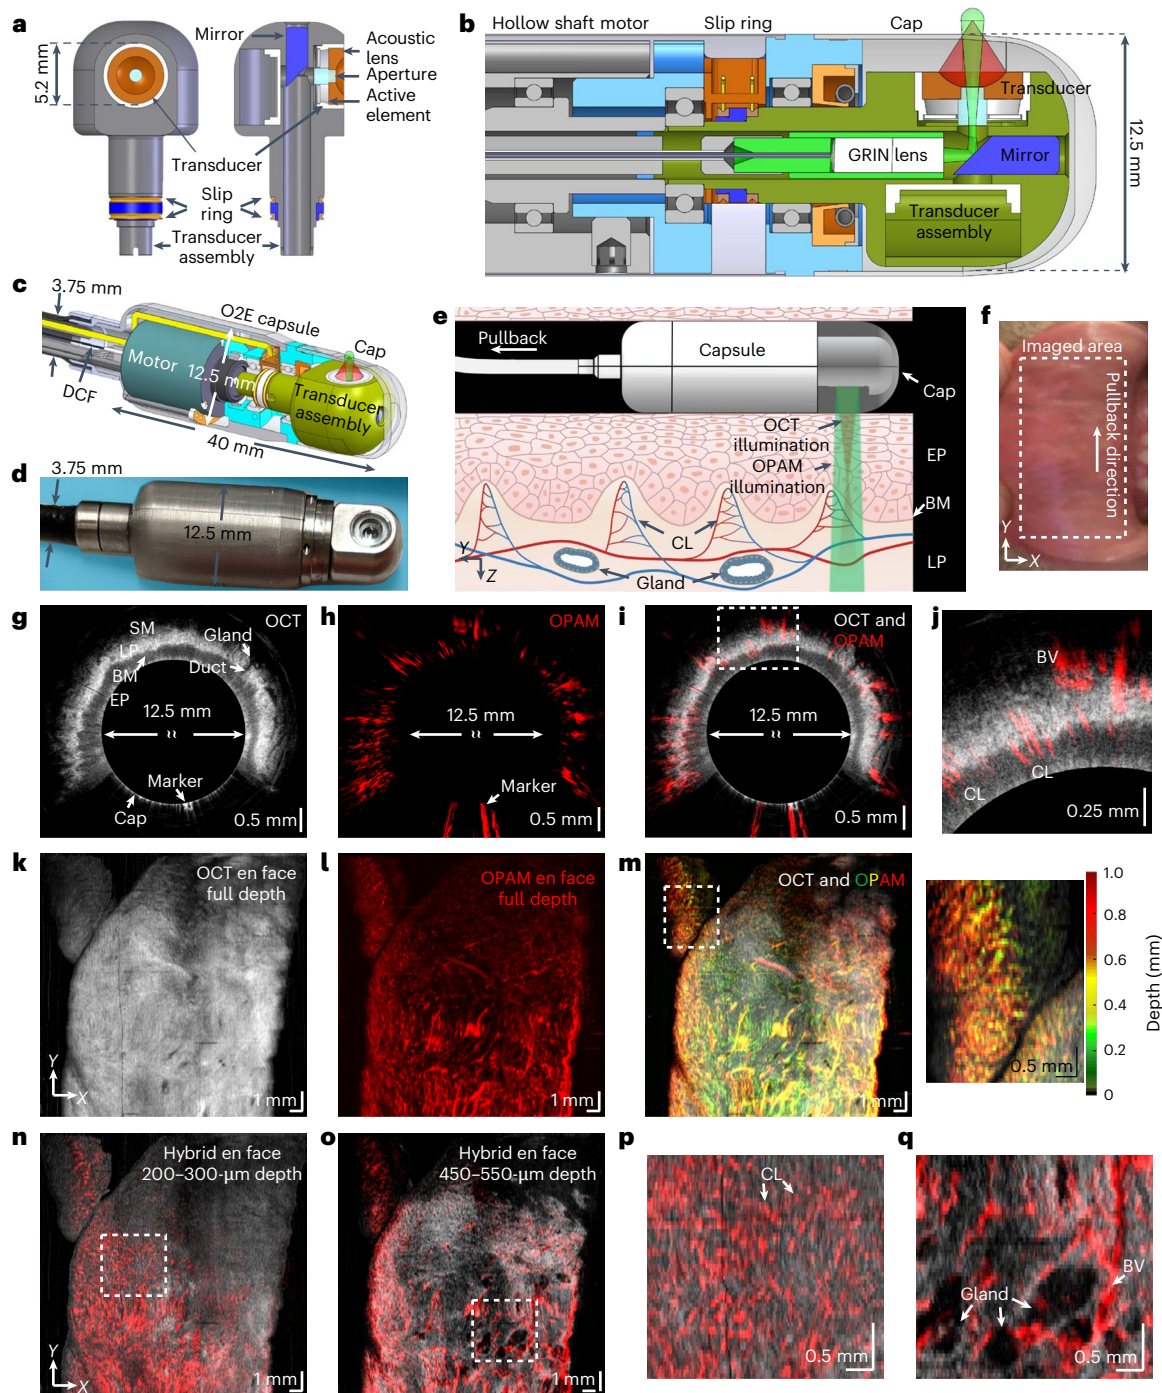 a
Mirror
5.2 mm
Acoustic
lens
Aperture
Active
element
Transducer
Slip
ring
Transducer
assembly
b
Hollow shaft motor
Slip ring
Cap
Transducer
GRIN lens
Mirror
Transducer
assembly
12.5 mm
c
3.75 mm
O2E capsule
Cap
Motor
12.5 mm
Transducer
assembly
DCF
40 mm
d
3.75 mm
12.5 mm
e
Pullback
Capsule
Cap
OCT
illumination
OPAM
illumination
EP
BM
CL
LP
Gland
Y
Z
f
Imaged area
Pullback direction
Y
X
g
OCT
SM
Gland
LP
Duct
BM
EP
12.5 mm
Marker
Cap
0.5 mm
h
OPAM
12.5 mm
Marker
0.5 mm
i
OCT and
OPAM
12.5 mm
0.5 mm
j
BV
CL
CL
0.25 mm
k
OCT en face
full depth
Y
X
1 mm
l
OPAM en face
full depth
1 mm
m
OCT and OPAM
1 mm
0.5 mm
1.0
0.8
0.6
0.4
0.2
0
Depth (mm)
n
Hybrid en face
200–300-μm depth
Y
X
1 mm
o
Hybrid en face
450–550-μm depth
1 mm
p
CL
0.5 mm
q
BV
Gland
0.5 mm